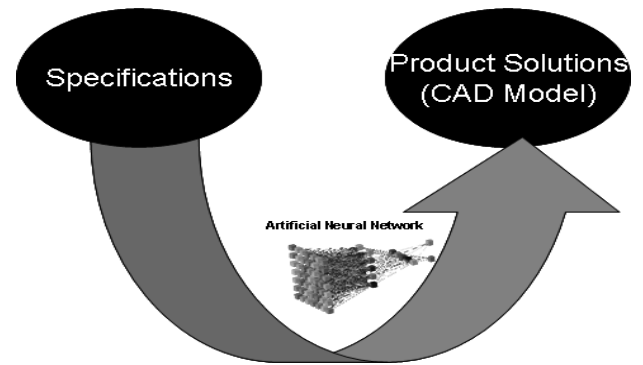 Specifications
Product Solutions
(CAD Model)
Artificial Neural Network